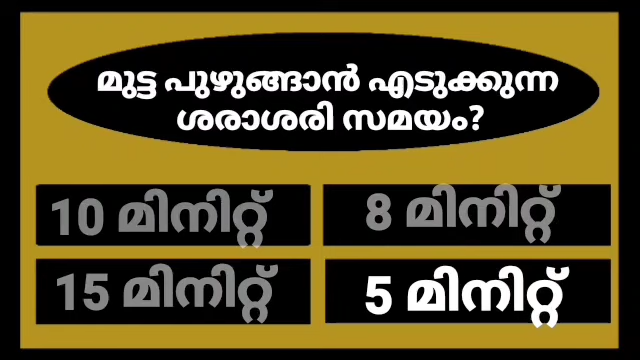 മുട്ട പുഴുങ്ങാൻ എടുക്കുന്ന
ശരാശരി സമയം?
10 മിനിറ്റ്
8 മിനിറ്റ്
15 മിനിറ്റ്
5 മിനിറ്റ്